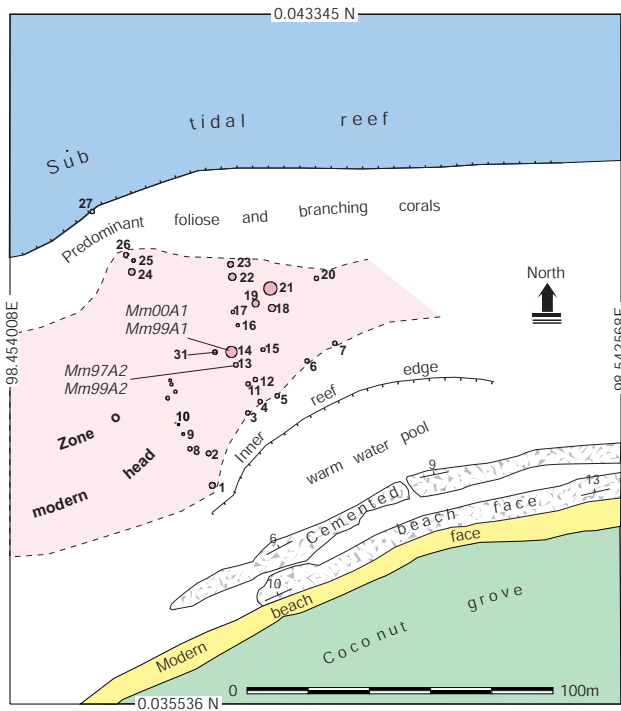 0.043345 N
Sub tidal reef
27
Predominant foliose and branching corals
26
25
24
23
22
20
21
19
18
17
16
Mm00A1
Mm99A1
North
98.454008E
98.542568E
31
14
15
13
7
6
Mm97A2
Mm99A2
12
11
5
4
3
10
9
8
2
1
Zone
modern head
Inner reef edge
warm water pool
9
13
6
10
Cemented beach face
Modern beach face
Coconut grove
0 100m
0.035536 N